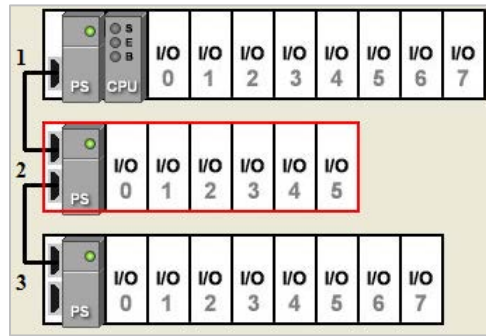 S
E
B
1
I/O I/O I/O I/O I/O I/O I/O I/O
PS CPU 0 1 2 3 4 5 6 7
2
I/O I/O I/O I/O I/O I/O
PS 0 1 2 3 4 5
3
I/O I/O I/O I/O I/O I/O I/O I/O
PS 0 1 2 3 4 5 6 7